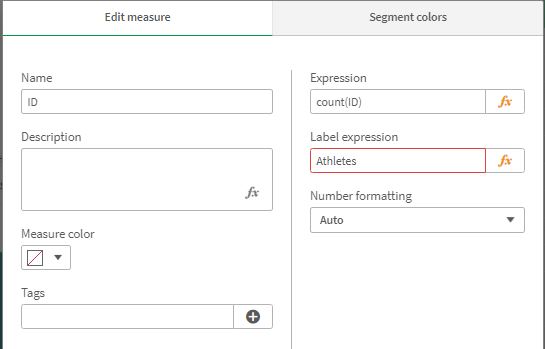 Edit measure
Segment colors
Name
ID
Description
fx
Measure color
Tags
Expression
count(ID)
fx
Label expression
Athletes
fx
Number formatting
Auto